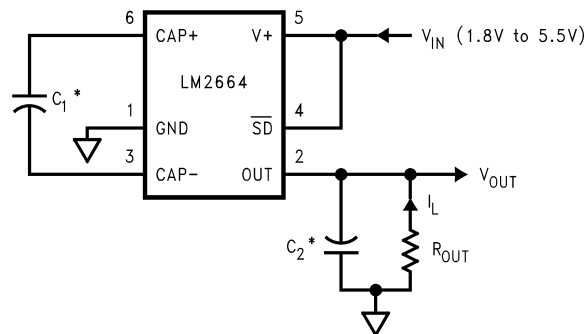 6 CAP+ V+ 5 V_IN (1.8V to 5.5V)
LM2664
C_1 *
1 GND S̅D̅ 4
3 CAP- OUT 2 V_OUT
I_L
C_2 * R_OUT